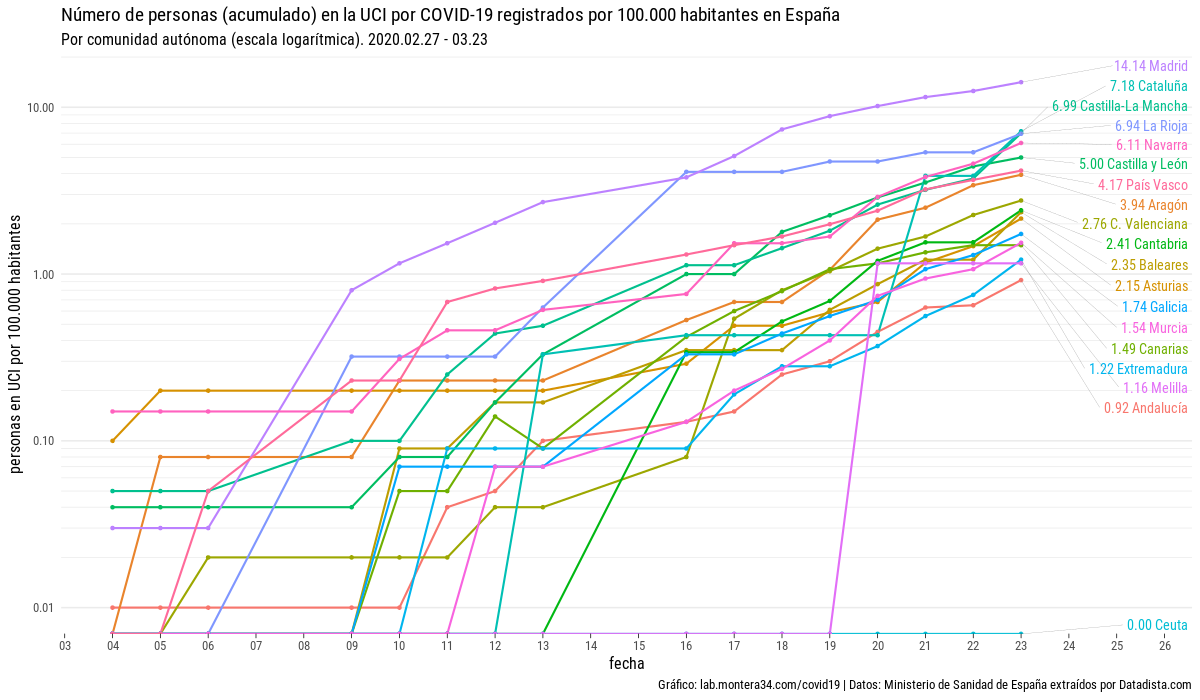 Número de personas (acumulado) en la UCI por COVID-19 registrados por 100.000 habitantes en España
Por comunidad autónoma (escala logarítmica). 2020.02.27 - 03.23
personas en UCI por 100.000 habitantes
10.00
1.00
0.10
0.01
14.14 Madrid
7.18 Cataluña
6.99 Castilla-La Mancha
6.94 La Rioja
6.11 Navarra
5.00 Castilla y León
4.17 País Vasco
3.94 Aragón
2.76 C. Valenciana
2.41 Cantabria
2.35 Baleares
2.15 Asturias
1.74 Galicia
1.54 Murcia
1.49 Canarias
1.22 Extremadura
1.16 Melilla
0.92 Andalucía
0.00 Ceuta
03 04 05 06 07 08 09 10 11 12 13 14 15 16 17 18 19 20 21 22 23 24 25 26
fecha
Gráfico: lab.montera34.com/covid19 | Datos: Ministerio de Sanidad de España extraídos por Datadista.com